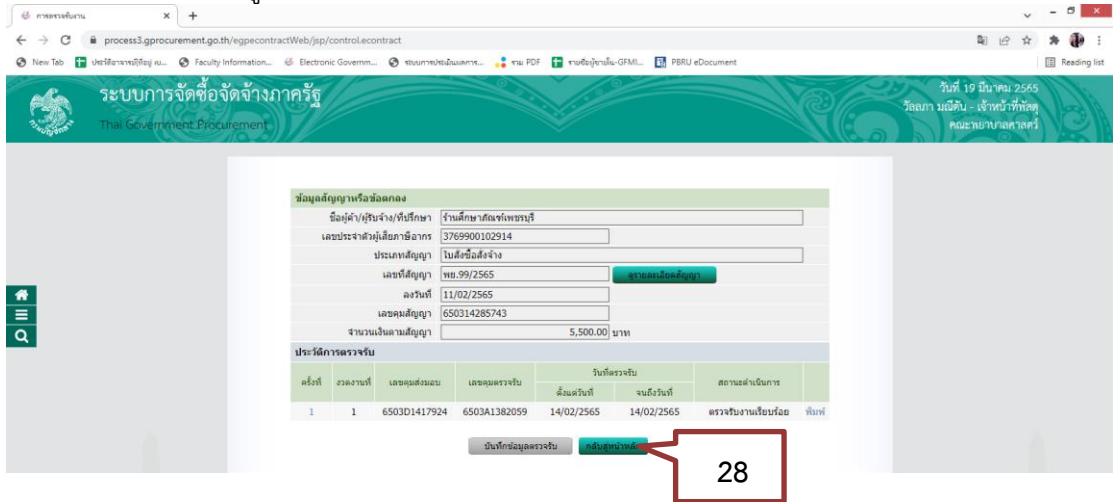 การตรวจรับงาน
process3.gprocurement.go.th/egpecontractWeb/jsp/control.econtract
New Tab
Faculty Information...
Electronic Governm...
รวม PDF
PBRU eDocument
Reading list
ระบบการจัดซื้อจัดจ้างภาครัฐ
Thai Government Procurement
วันที่ 19 มีนาคม 2565
วัลลภา มณีตัน - เจ้าหน้าที่พัสดุ
คณะพยาบาลศาสตร์
ข้อมูลสัญญาหรือข้อตกลง
ชื่อผู้ค้า/ผู้รับจ้าง/ที่ปรึกษา ร้านศึกษาภัณฑ์เพชรบุรี
เลขประจำตัวผู้เสียภาษีอากร 3769900102914
ประเภทสัญญา ใบสั่งซื้อสั่งจ้าง
เลขที่สัญญา พย.99/2565 ดูรายละเอียดสัญญา
ลงวันที่ 11/02/2565
เลขคุมสัญญา 650314285743
จำนวนเงินตามสัญญา 5,500.00 บาท
ประวัติการตรวจรับ
ครั้งที่ งวดงานที่ เลขคุมส่งมอบ เลขคุมตรวจรับ วันที่ตรวจรับ สถานะดำเนินการ
ตั้งแต่วันที่ จนถึงวันที่
1 1 6503D1417924 6503A1382059 14/02/2565 14/02/2565 ตรวจรับงานเรียบร้อย พิมพ์
บันทึกข้อมูลตรวจรับ กลับสู่หน้าหลัก
28